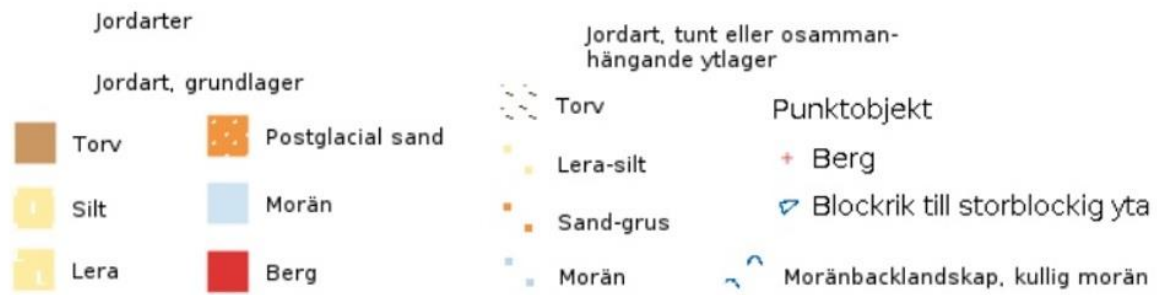 Jordarter
Jordart, grundlager
Torv
Silt
Lera
Postglacial sand
Morän
Berg
Jordart, tunt eller osamman-
hängande ytlager
Torv
Lera-silt
Sand-grus
Morän
Punktobjekt
Berg
Blockrik till storblockig yta
Moränbacklandskap, kullig morän